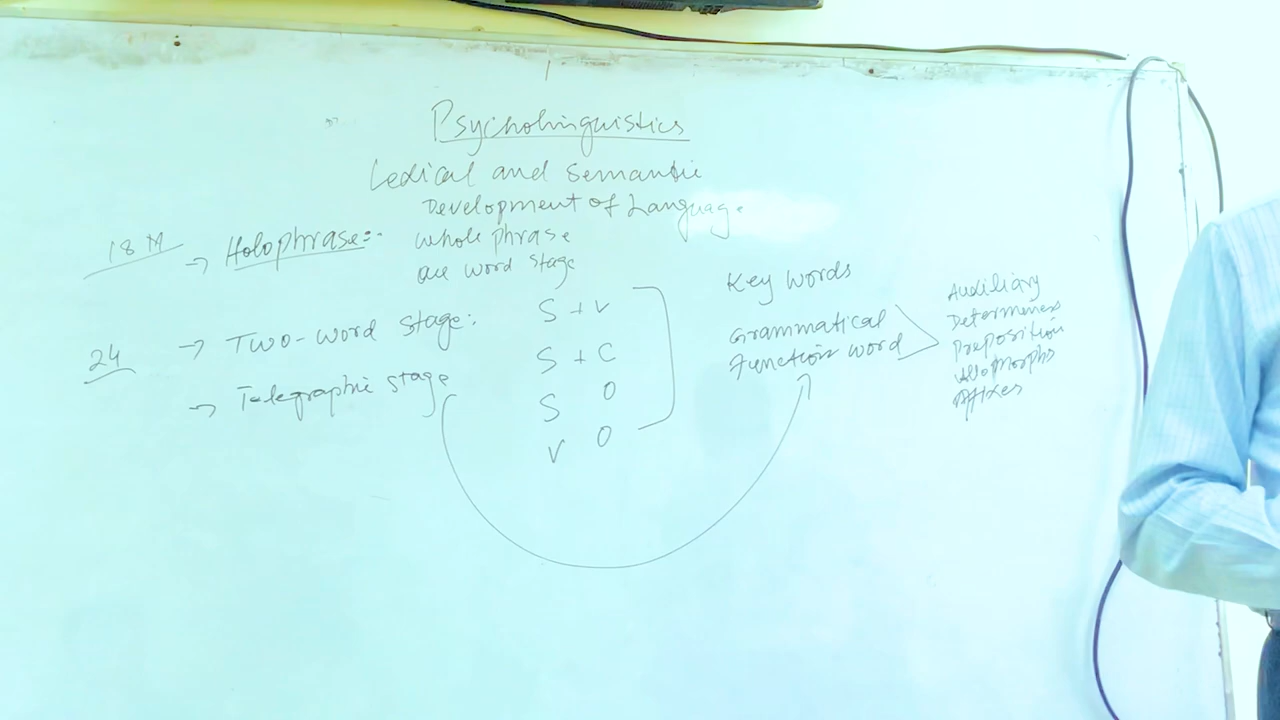 Psycholinguistics
Lexical and Semantic
Development of Language.
18 M → Holophrase:- whole phrase
one word stage
24 → Two-word stage:
→ Telegraphic stage
S + V
S + C
S O
V O
Key words
Grammatical
Function word
Auxiliary
Determiners
Preposition
Allomorphs
Affixes